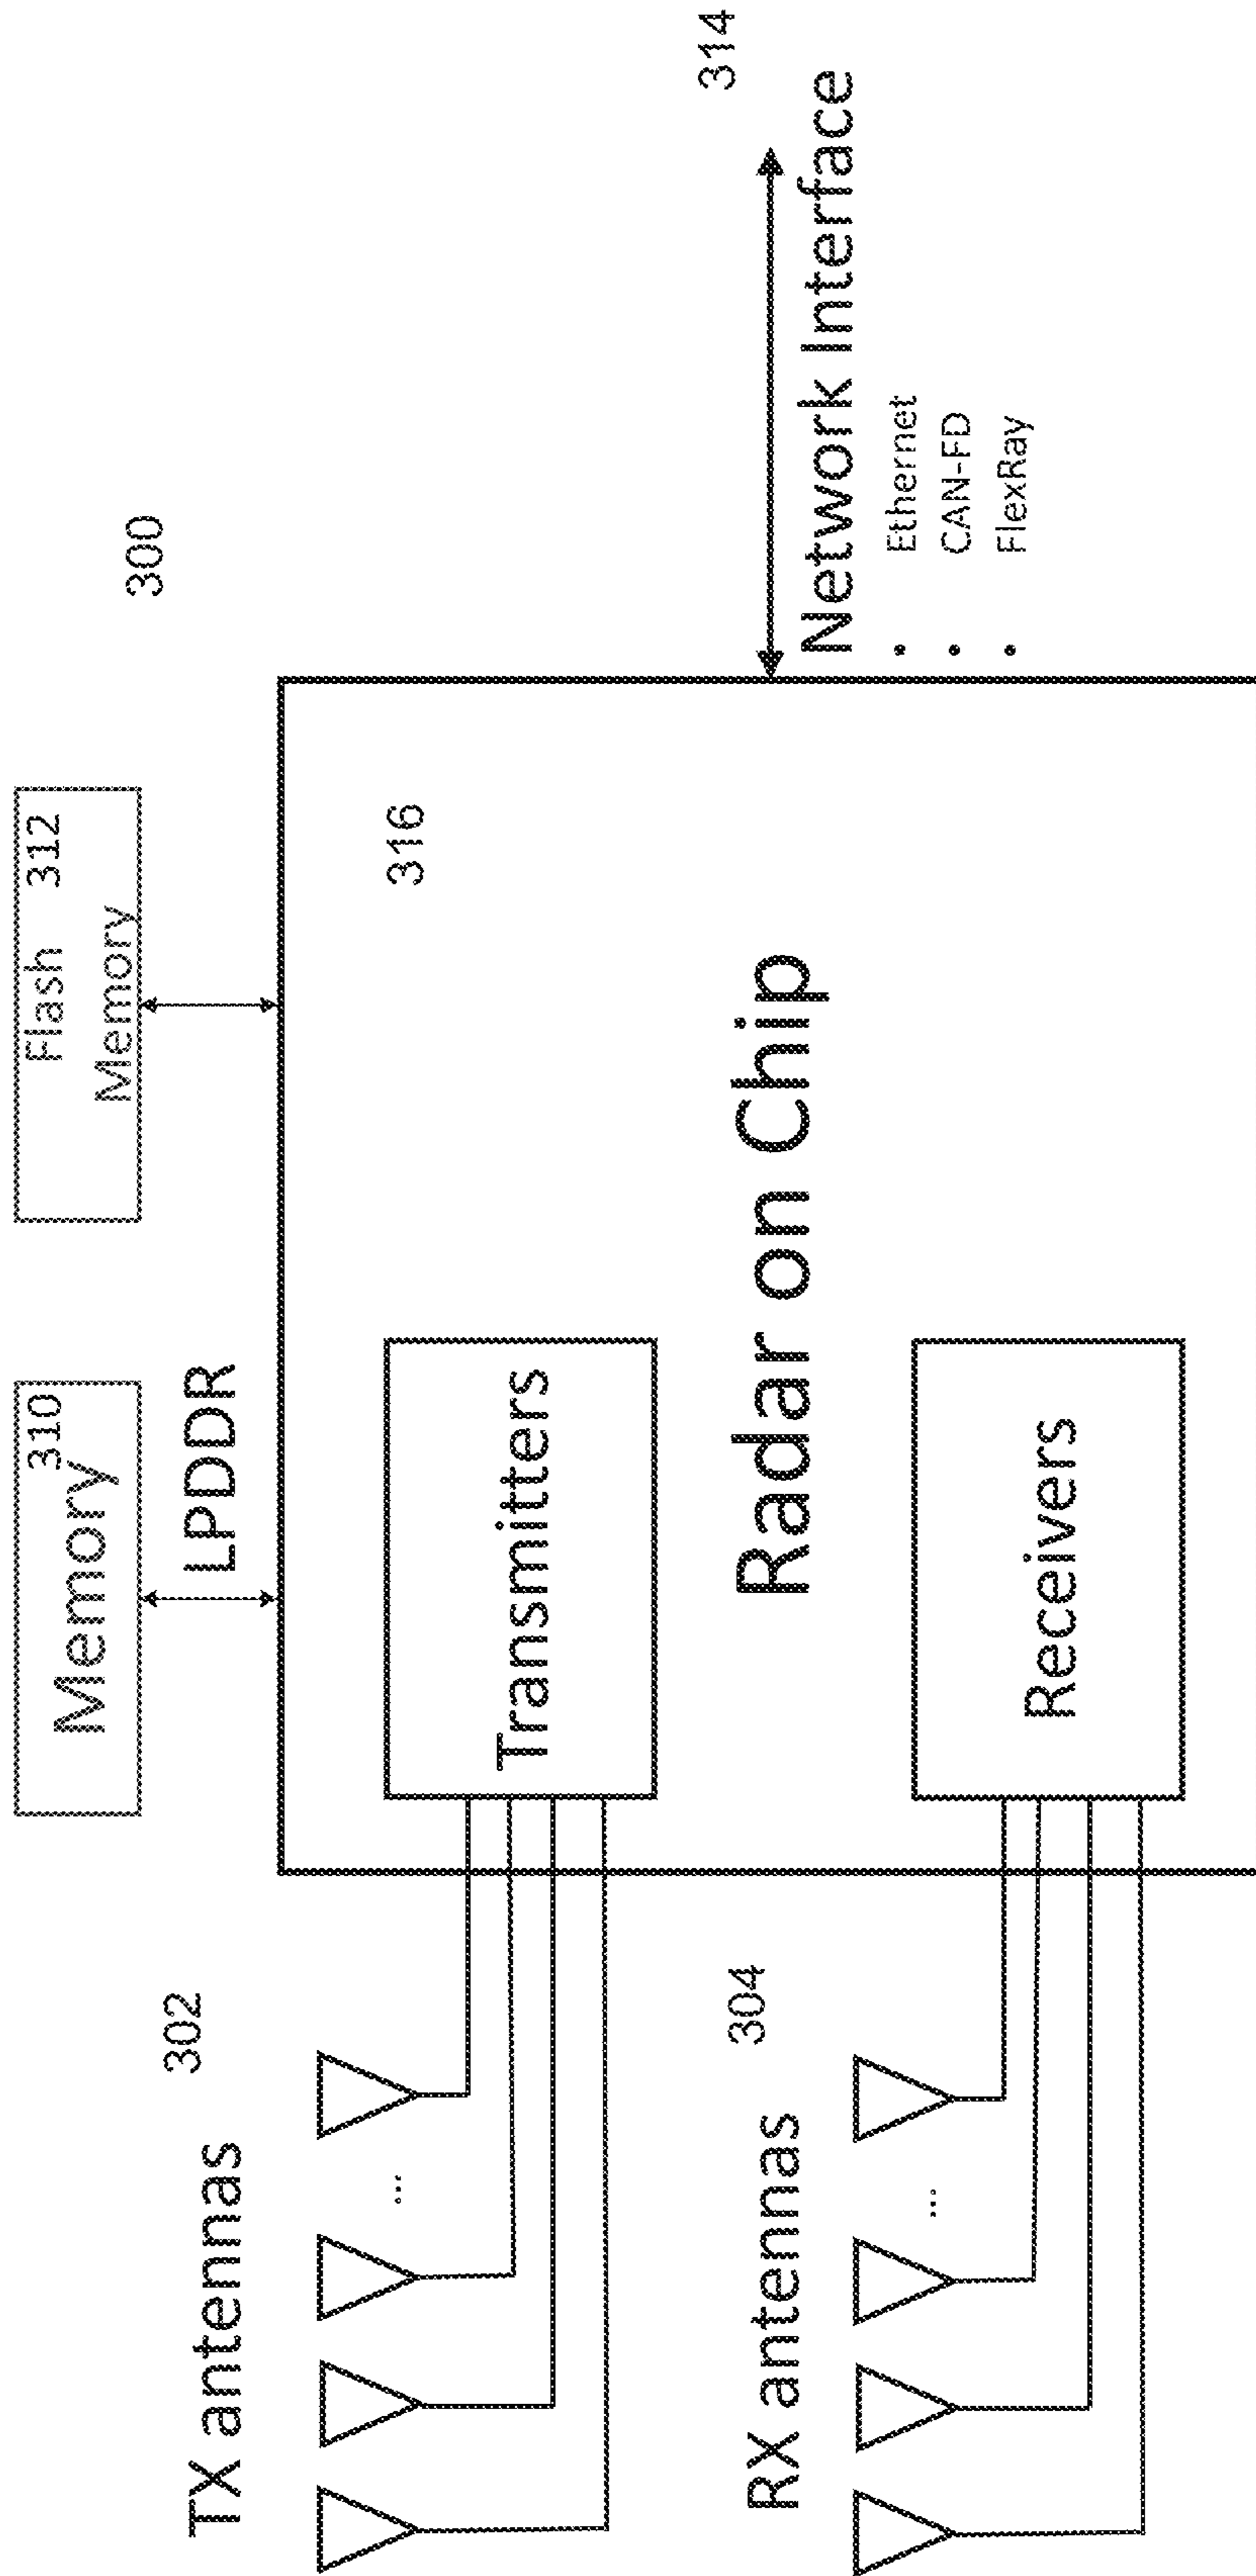 300
Memory
310
Flash 312
Memory
LPDDR
TX antennas
302
...
Transmitters
316
Radar on Chip
314
Network Interface
• Ethernet
• CAN-FD
• FlexRay
RX antennas
304
...
Receivers